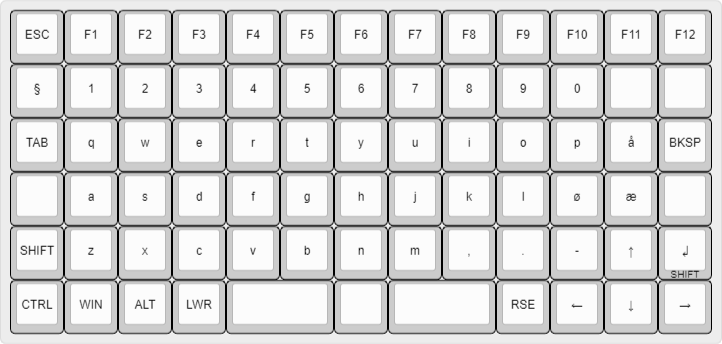 ESC F1 F2 F3 F4 F5 F6 F7 F8 F9 F10 F11 F12
§ 1 2 3 4 5 6 7 8 9 0
TAB q w e r t y u i o p å BKSP
a s d f g h j k l ø æ
SHIFT z x c v b n m , . - ↑ ↲
SHIFT
CTRL WIN ALT LWR RSE ← ↓ →